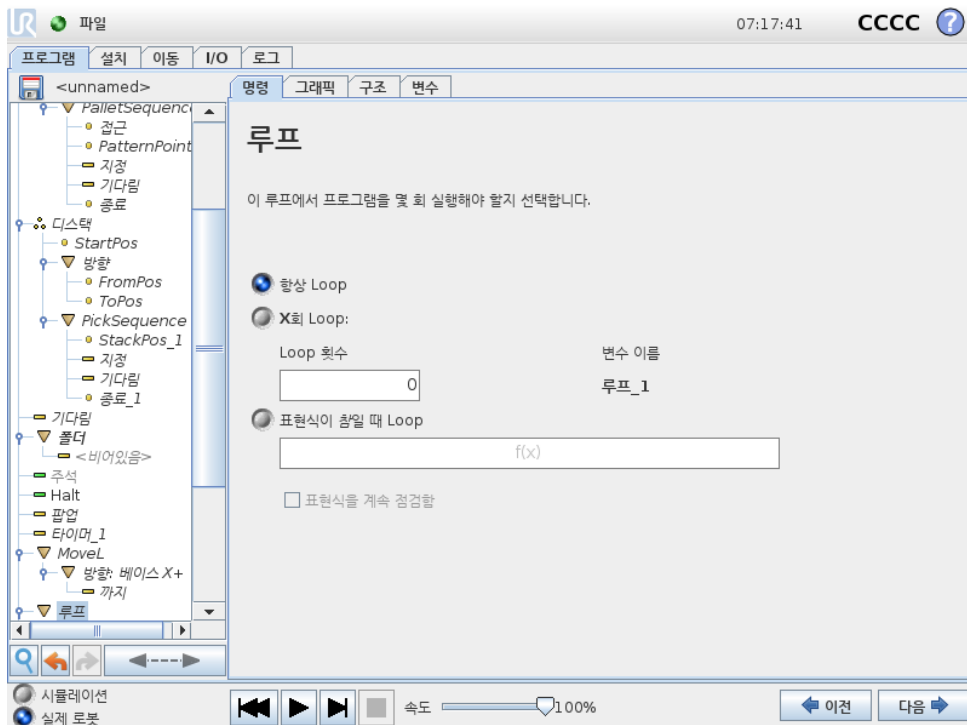 UR 파일 07:17:41 CCCC ?
프로그램 설치 이동 I/O 로그
<unnamed> 명령 그래픽 구조 변수
PalletSequence
접근
PatternPoint
지정
기다림
종료
디스택
StartPos
방향
FromPos
ToPos
PickSequence
StackPos_1
지정
기다림
종료_1
기다림
폴더
<비어있음>
주석
Halt
팝업
타이머_1
MoveL
방향: 베이스 X+
까지
루프
루프
이 루프에서 프로그램을 몇 회 실행해야 할지 선택합니다.
항상 Loop
X회 Loop:
Loop 횟수 변수 이름
0 루프_1
표현식이 참일 때 Loop
f(x)
표현식을 계속 점검함
시뮬레이션
실제 로봇
속도 100% 이전 다음